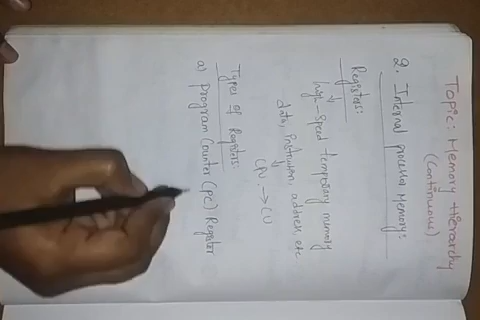 Topic: Memory Hierarchy
(Continuous)
2. Internal processor Memory:
Registers:
high-speed temporary memory
data, instruction, address, etc
CPU → CU
Types of Registers:
a) Program Counter (PC) Register